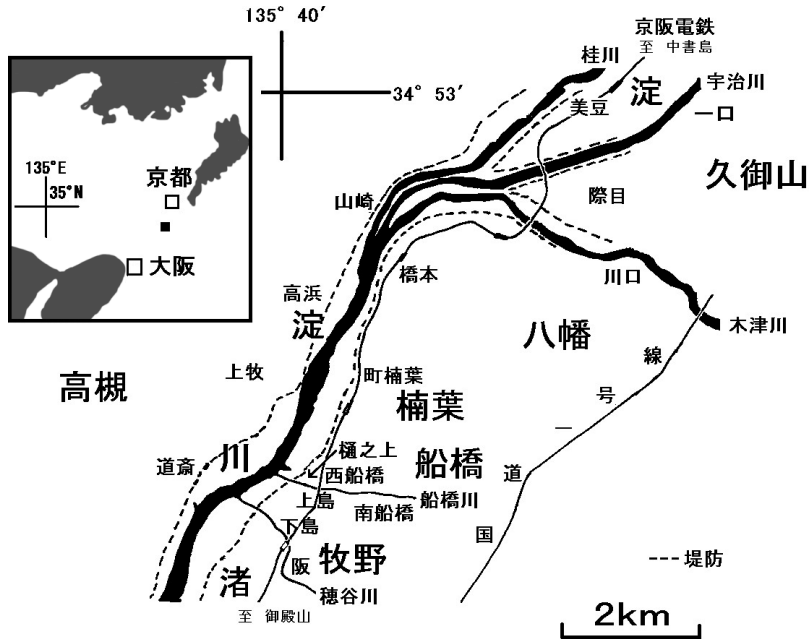 135° 40'
京阪電鉄
至 中書島
桂川
淀
宇治川
34° 53'
美豆
一口
135°E
35°N
京都
大阪
久御山
山崎
際目
橋本
川口
高浜
淀
木津川
八幡
線
上牧
町楠葉
高槻
楠葉
号
樋之上
船橋
一
道斎
川
西船橋
道
上島
船橋川
南船橋
下島
国
牧野
阪
堤防
渚
穂谷川
至 御殿山
2km